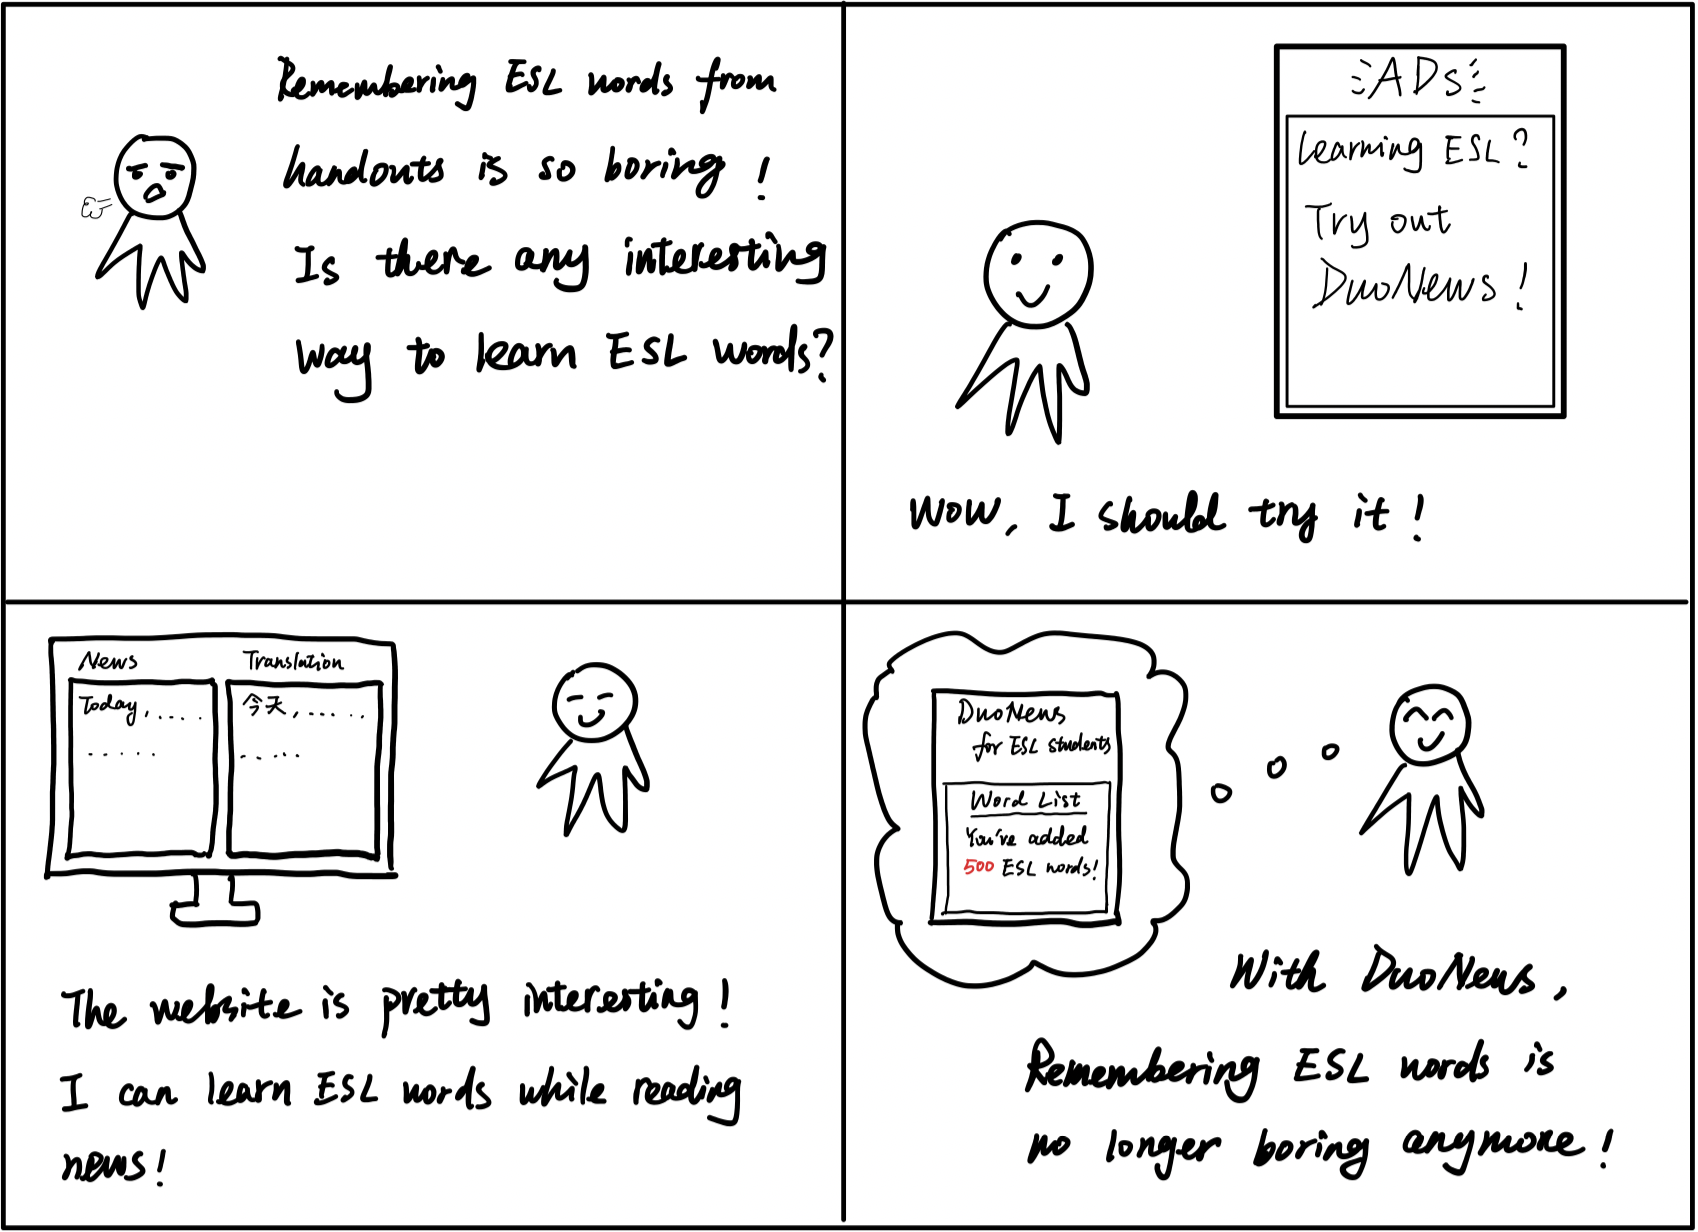 Remembering ESL words from
handouts is so boring!
Is there any interesting
way to learn ESL words?
ADs
Learning ESL?
Try out
DuoNews!
Wow, I should try it!
News
Today, .....
.....
Translation
今天, ......
.....
The website is pretty interesting!
I can learn ESL words while reading
news!
DuoNews
for ESL students
Word List
You've added
500 ESL words!
With DuoNews,
Remembering ESL words is
no longer boring anymore!